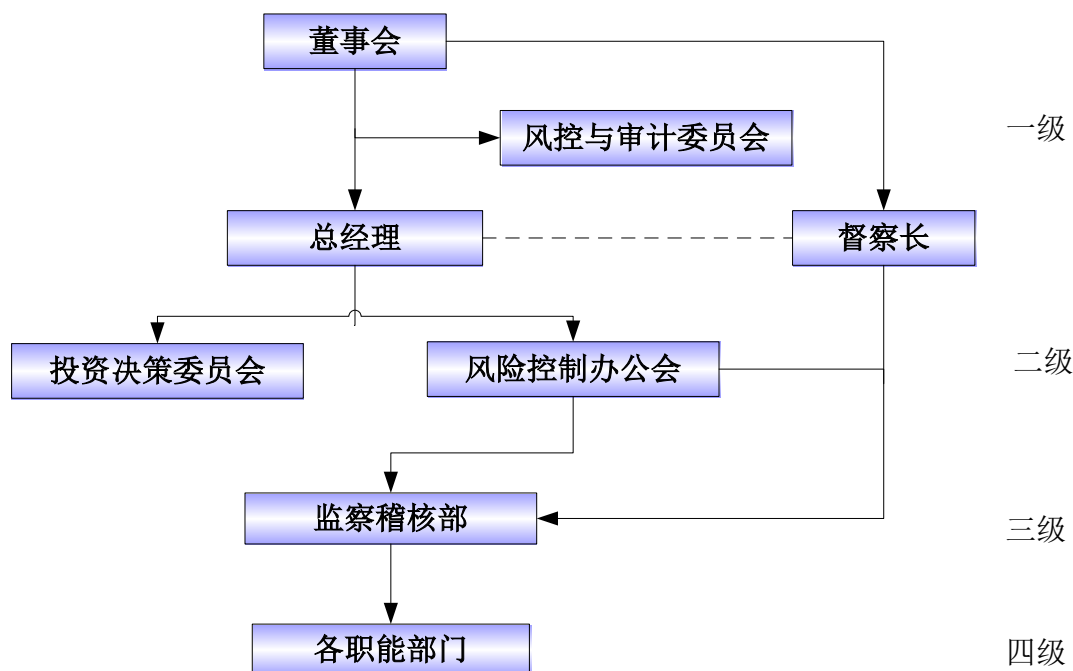 董事会
风控与审计委员会
一级
总经理
督察长
投资决策委员会
风险控制办公会
二级
监察稽核部
三级
各职能部门
四级